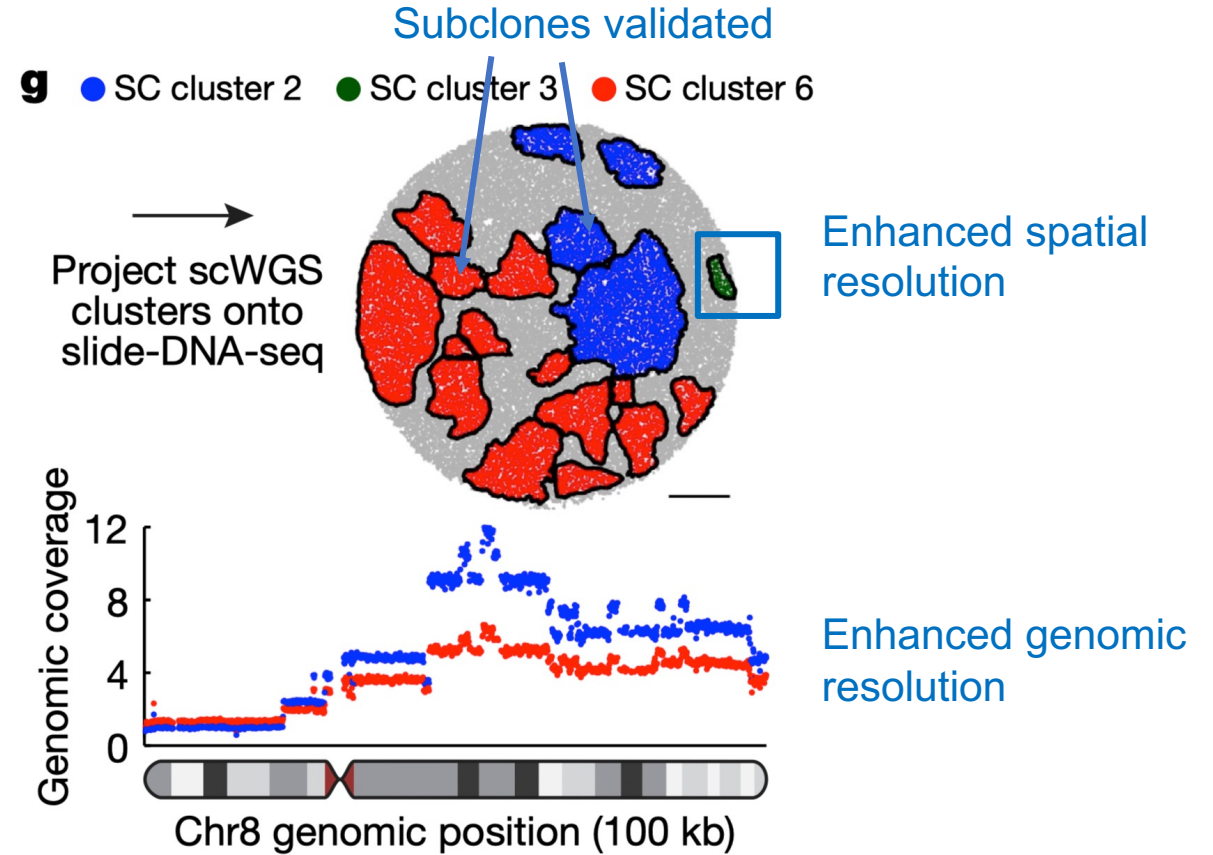 Subclones validated
g SC cluster 2 SC cluster 3 SC cluster 6
Project scWGS
clusters onto
slide-DNA-seq
Enhanced spatial
resolution
Genomic coverage
12
8
4
0
Enhanced genomic
resolution
Chr8 genomic position (100 kb)